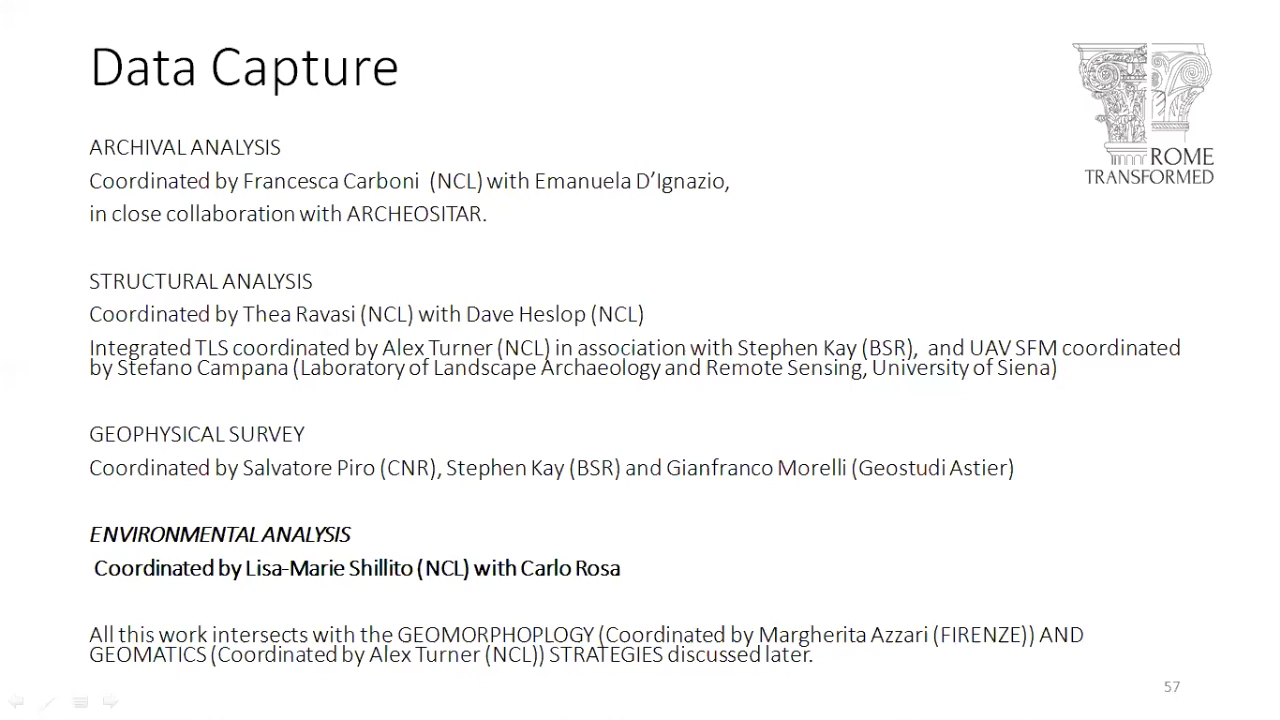 Data Capture
ROME
TRANSFORMED
ARCHIVAL ANALYSIS
Coordinated by Francesca Carboni (NCL) with Emanuela D’Ignazio,
in close collaboration with ARCHEOSITAR.
STRUCTURAL ANALYSIS
Coordinated by Thea Ravasi (NCL) with Dave Heslop (NCL)
Integrated TLS coordinated by Alex Turner (NCL) in association with Stephen Kay (BSR), and UAV SFM coordinated
by Stefano Campana (Laboratory of Landscape Archaeology and Remote Sensing, University of Siena)
GEOPHYSICAL SURVEY
Coordinated by Salvatore Piro (CNR), Stephen Kay (BSR) and Gianfranco Morelli (Geostudi Astier)
ENVIRONMENTAL ANALYSIS
Coordinated by Lisa-Marie Shillito (NCL) with Carlo Rosa
All this work intersects with the GEOMORPHOPLOGY (Coordinated by Margherita Azzari (FIRENZE)) AND
GEOMATICS (Coordinated by Alex Turner (NCL)) STRATEGIES discussed later.
57